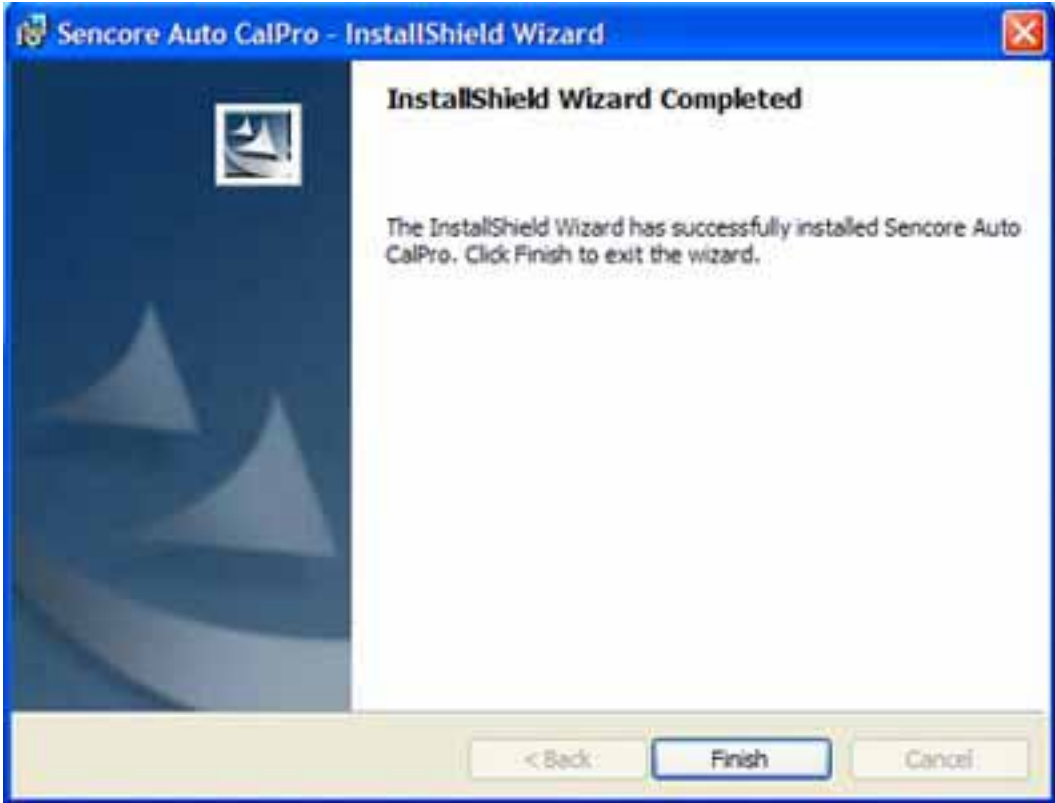 Sencore Auto CalPro - InstallShield Wizard
InstallShield Wizard Completed
The InstallShield Wizard has successfully installed Sencore Auto
CalPro. Click Finish to exit the wizard.
< Back
Finish
Cancel